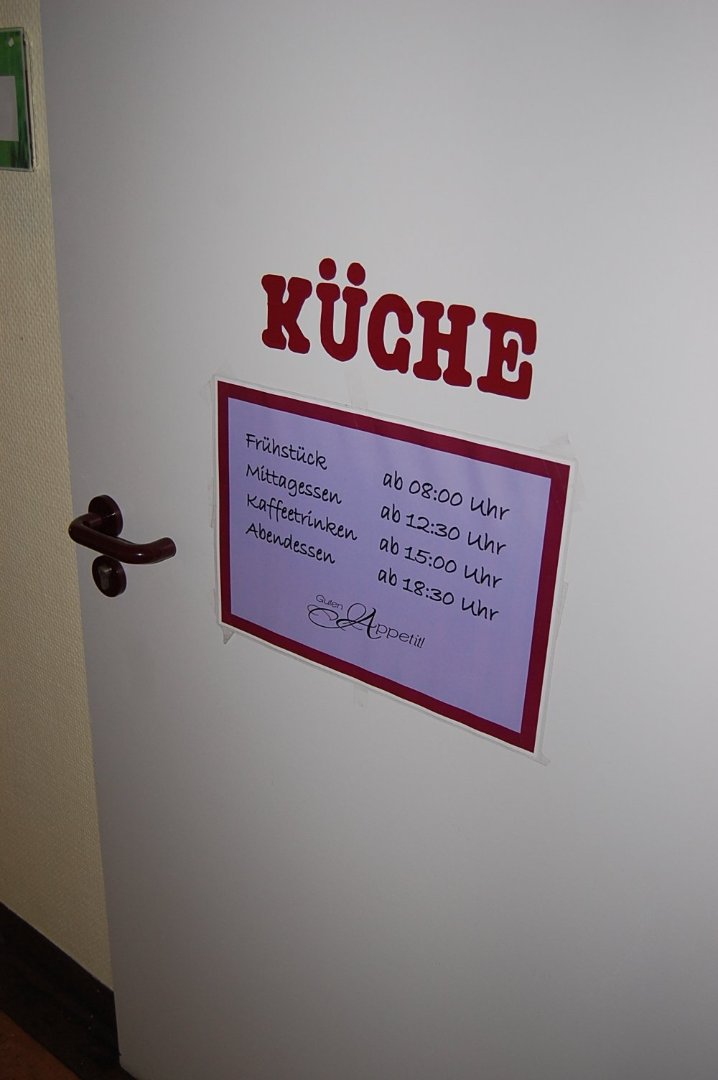 KÜCHE
Frühstück ab 08:00 Uhr
Mittagessen ab 12:30 Uhr
Kaffeetrinken ab 15:00 Uhr
Abendessen ab 18:30 Uhr
Guten Appetit!